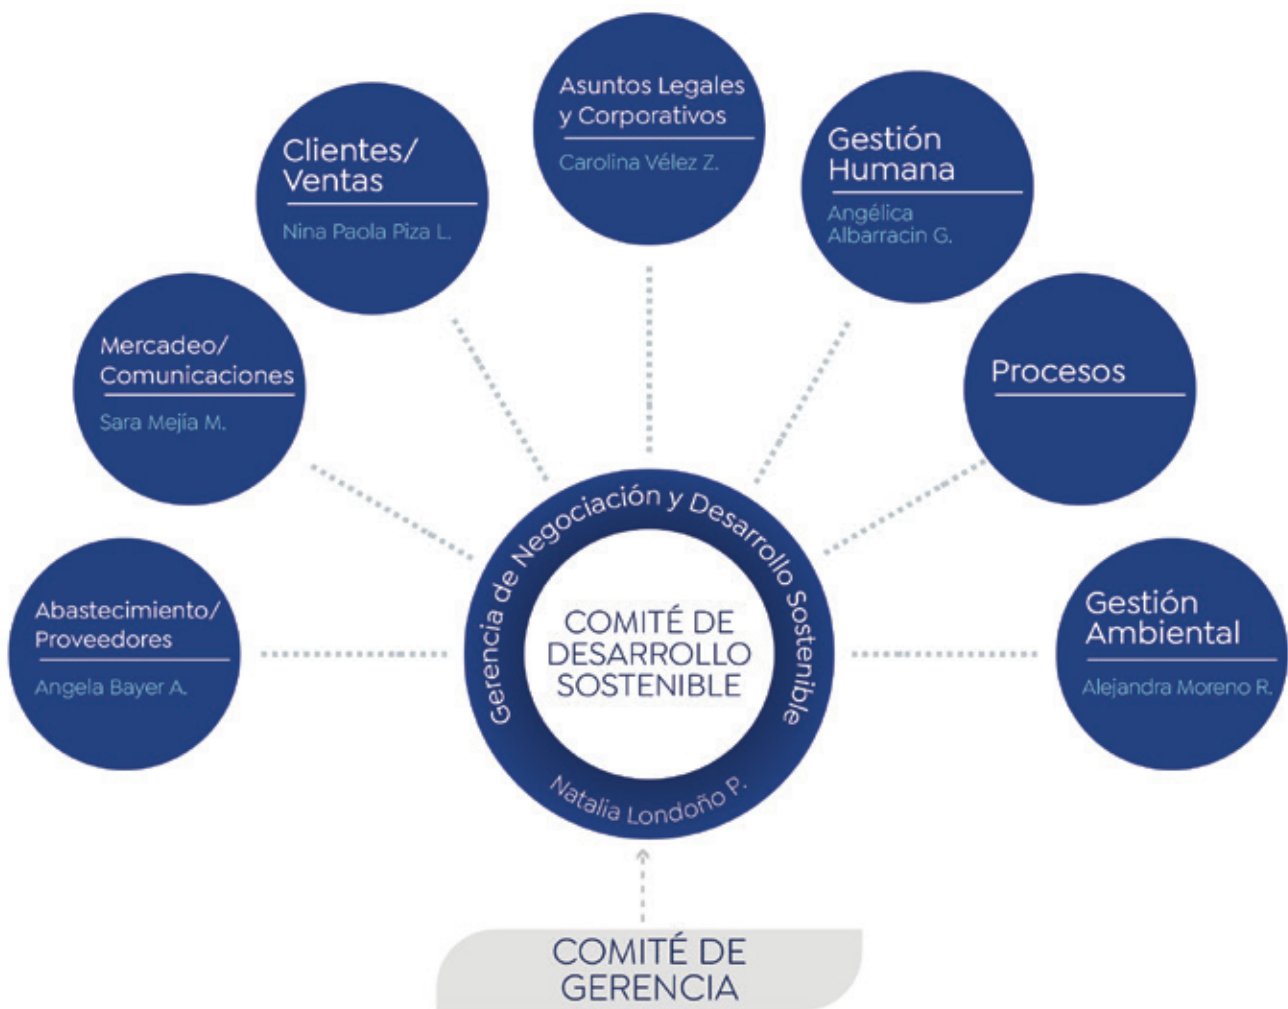 Asuntos Legales
y Corporativos
Carolina Vélez Z.
Clientes/
Ventas
Nina Paola Piza L.
Gestión
Humana
Angélica
Albarracin G.
Mercadeo/
Comunicaciones
Sara Mejía M.
Procesos
Abastecimiento/
Proveedores
Angela Bayer A.
Gestión
Ambiental
Alejandra Moreno R.
Gerencia de Negociación y Desarrollo Sostenible
COMITÉ DE
DESARROLLO
SOSTENIBLE
Natalia Londoño P.
COMITÉ DE
GERENCIA